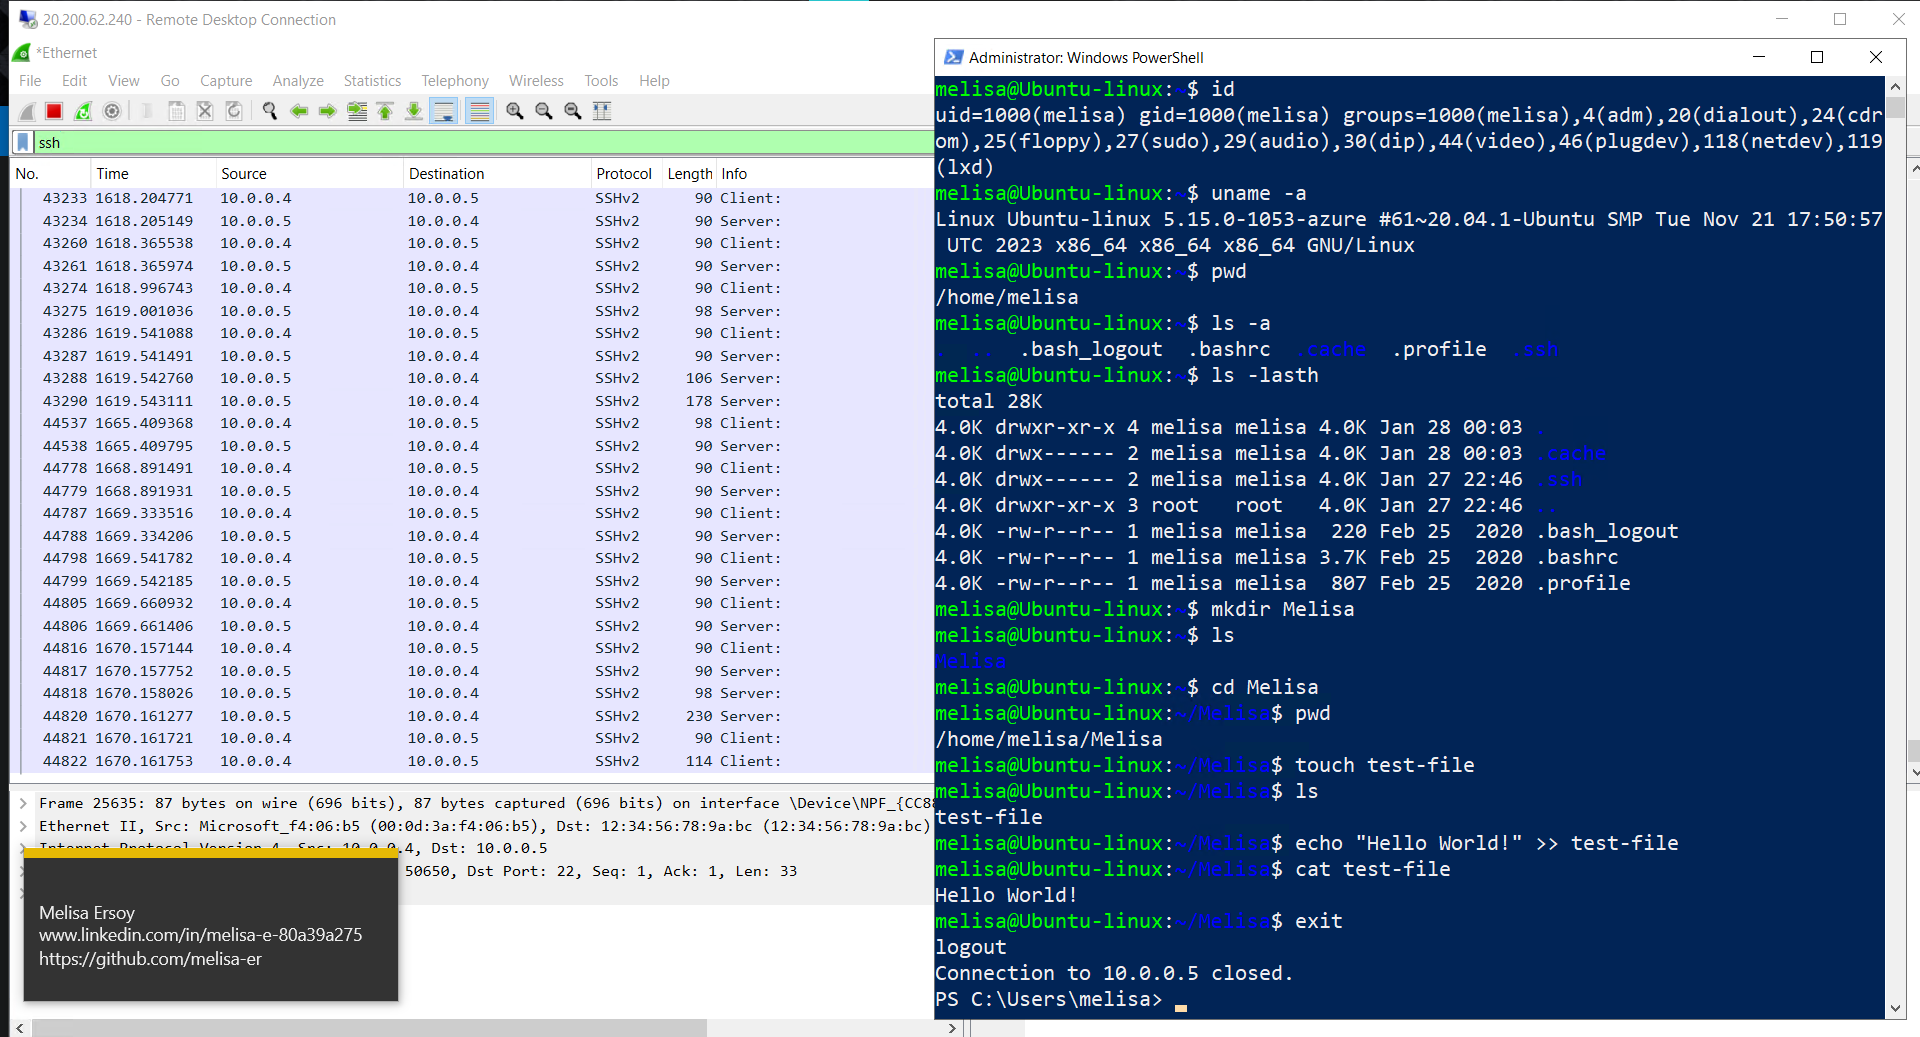 20.200.62.240 - Remote Desktop Connection
*Ethernet
File Edit View Go Capture Analyze Statistics Telephony Wireless Tools Help
ssh
No. Time Source Destination Protocol Length Info
43233 1618.204771 10.0.0.4 10.0.0.5 SSHv2 90 Client:
43234 1618.205149 10.0.0.5 10.0.0.4 SSHv2 90 Server:
43260 1618.365538 10.0.0.4 10.0.0.5 SSHv2 90 Client:
43261 1618.365974 10.0.0.5 10.0.0.4 SSHv2 90 Server:
43274 1618.996743 10.0.0.4 10.0.0.5 SSHv2 90 Client:
43275 1619.001036 10.0.0.5 10.0.0.4 SSHv2 98 Server:
43286 1619.541088 10.0.0.4 10.0.0.5 SSHv2 90 Client:
43287 1619.541491 10.0.0.5 10.0.0.4 SSHv2 90 Server:
43288 1619.542760 10.0.0.5 10.0.0.4 SSHv2 106 Server:
43290 1619.543111 10.0.0.5 10.0.0.4 SSHv2 178 Server:
44537 1665.409368 10.0.0.4 10.0.0.5 SSHv2 98 Client:
44538 1665.409795 10.0.0.5 10.0.0.4 SSHv2 90 Server:
44778 1668.891491 10.0.0.4 10.0.0.5 SSHv2 90 Client:
44779 1668.891931 10.0.0.5 10.0.0.4 SSHv2 90 Server:
44787 1669.333516 10.0.0.4 10.0.0.5 SSHv2 90 Client:
44788 1669.334206 10.0.0.5 10.0.0.4 SSHv2 90 Server:
44798 1669.541782 10.0.0.4 10.0.0.5 SSHv2 90 Client:
44799 1669.542185 10.0.0.5 10.0.0.4 SSHv2 90 Server:
44805 1669.660932 10.0.0.4 10.0.0.5 SSHv2 90 Client:
44806 1669.661406 10.0.0.5 10.0.0.4 SSHv2 90 Server:
44816 1670.157144 10.0.0.4 10.0.0.5 SSHv2 90 Client:
44817 1670.157752 10.0.0.5 10.0.0.4 SSHv2 90 Server:
44818 1670.158026 10.0.0.5 10.0.0.4 SSHv2 98 Server:
44820 1670.161277 10.0.0.5 10.0.0.4 SSHv2 230 Server:
44821 1670.161721 10.0.0.4 10.0.0.5 SSHv2 90 Client:
44822 1670.161753 10.0.0.4 10.0.0.5 SSHv2 114 Client:
Frame 25635: 87 bytes on wire (696 bits), 87 bytes captured (696 bits) on interface \Device\NPF_{CC8
Ethernet II, Src: Microsoft_f4:06:b5 (00:0d:3a:f4:06:b5), Dst: 12:34:56:78:9a:bc (12:34:56:78:9a:bc)
Internet Protocol Version 4, Src: 10.0.0.4, Dst: 10.0.0.5
50650, Dst Port: 22, Seq: 1, Ack: 1, Len: 33
Melisa Ersoy
www.linkedin.com/in/melisa-e-80a39a275
https://github.com/melisa-er
Administrator: Windows PowerShell
melisa@Ubuntu-linux:~$ id
uid=1000(melisa) gid=1000(melisa) groups=1000(melisa),4(adm),20(dialout),24(cdr
om),25(floppy),27(sudo),29(audio),30(dip),44(video),46(plugdev),118(netdev),119
(lxd)
melisa@Ubuntu-linux:~$ uname -a
Linux Ubuntu-linux 5.15.0-1053-azure #61~20.04.1-Ubuntu SMP Tue Nov 21 17:50:57
UTC 2023 x86_64 x86_64 x86_64 GNU/Linux
melisa@Ubuntu-linux:~$ pwd
/home/melisa
melisa@Ubuntu-linux:~$ ls -a
. .. .bash_logout .bashrc .cache .profile .ssh
melisa@Ubuntu-linux:~$ ls -lasth
total 28K
4.0K drwxr-xr-x 4 melisa melisa 4.0K Jan 28 00:03 .
4.0K drwx------ 2 melisa melisa 4.0K Jan 28 00:03 .cache
4.0K drwx------ 2 melisa melisa 4.0K Jan 27 22:46 .ssh
4.0K drwxr-xr-x 3 root root 4.0K Jan 27 22:46 ..
4.0K -rw-r--r-- 1 melisa melisa 220 Feb 25 2020 .bash_logout
4.0K -rw-r--r-- 1 melisa melisa 3.7K Feb 25 2020 .bashrc
4.0K -rw-r--r-- 1 melisa melisa 807 Feb 25 2020 .profile
melisa@Ubuntu-linux:~$ mkdir Melisa
melisa@Ubuntu-linux:~$ ls
Melisa
melisa@Ubuntu-linux:~$ cd Melisa
melisa@Ubuntu-linux:~/Melisa$ pwd
/home/melisa/Melisa
melisa@Ubuntu-linux:~/Melisa$ touch test-file
melisa@Ubuntu-linux:~/Melisa$ ls
test-file
melisa@Ubuntu-linux:~/Melisa$ echo "Hello World!" >> test-file
melisa@Ubuntu-linux:~/Melisa$ cat test-file
Hello World!
melisa@Ubuntu-linux:~/Melisa$ exit
logout
Connection to 10.0.0.5 closed.
PS C:\Users\melisa>